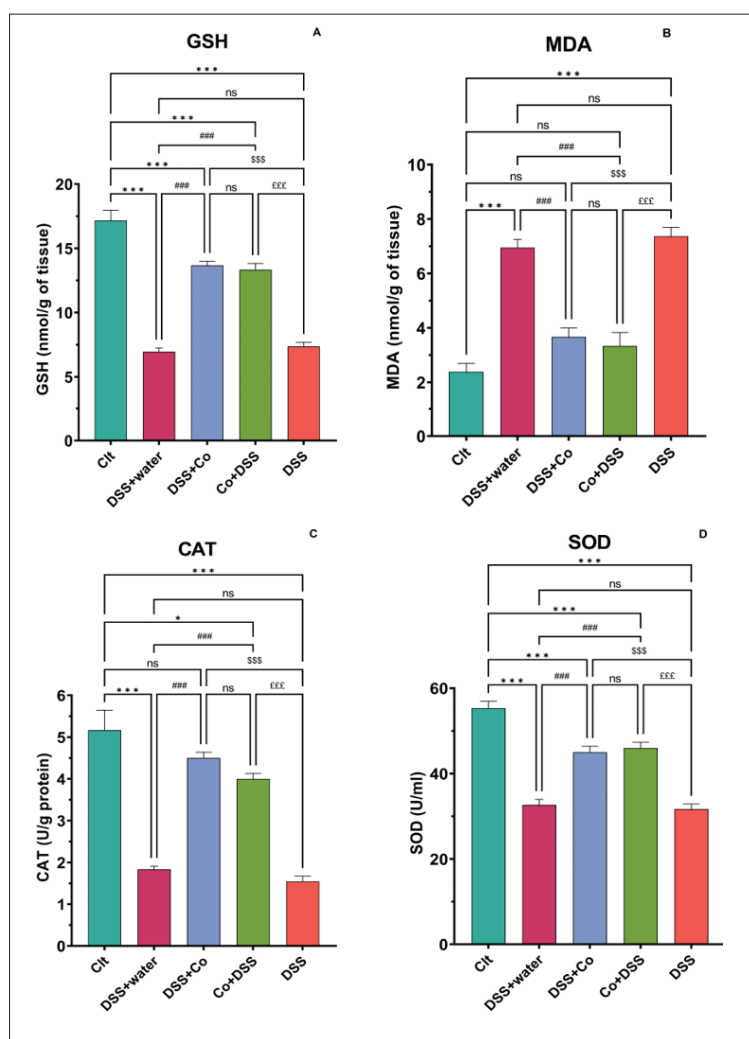 GSH
A
***
ns
***
###
***
$$$
***
###
ns
£££
20
15
10
5
0
GSH (nmol/g of tissue)
Clt
DSS+water
DSS+Co
Co+DSS
DSS
MDA
B
***
ns
ns
###
ns
$$$
***
###
ns
£££
10
8
6
4
2
0
MDA (nmol/g of tissue)
Clt
DSS+water
DSS+Co
Co+DSS
DSS
CAT
C
***
ns
*
###
ns
$$$
***
###
ns
£££
6
5
4
3
2
1
0
CAT (U/g protein)
Clt
DSS+water
DSS+Co
Co+DSS
DSS
SOD
D
***
ns
***
###
***
$$$
***
###
ns
£££
60
40
20
0
SOD (U/ml)
Clt
DSS+water
DSS+Co
Co+DSS
DSS